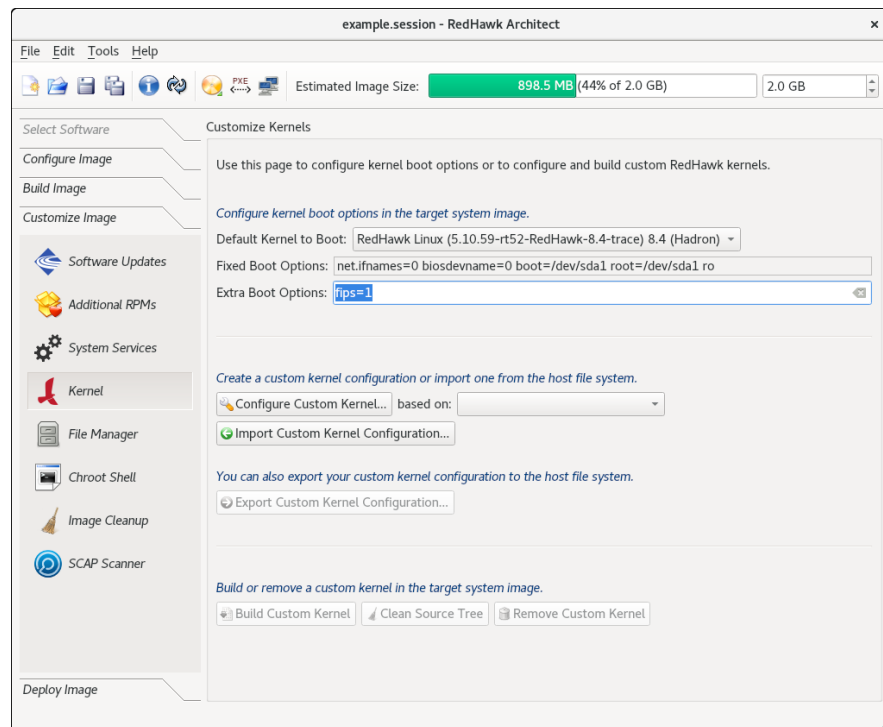 example.session - RedHawk Architect
×
File Edit Tools Help
PXE
Estimated Image Size: 898.5 MB (44% of 2.0 GB) 2.0 GB
Select Software
Configure Image
Build Image
Customize Image
Software Updates
Additional RPMs
System Services
Kernel
File Manager
Chroot Shell
Image Cleanup
SCAP Scanner
Deploy Image
Customize Kernels
Use this page to configure kernel boot options or to configure and build custom RedHawk kernels.
Configure kernel boot options in the target system image.
Default Kernel to Boot: RedHawk Linux (5.10.59-rt52-RedHawk-8.4-trace) 8.4 (Hadron)
Fixed Boot Options: net.ifnames=0 biosdevname=0 boot=/dev/sda1 root=/dev/sda1 ro
Extra Boot Options: fips=1
Create a custom kernel configuration or import one from the host file system.
Configure Custom Kernel... based on:
Import Custom Kernel Configuration...
You can also export your custom kernel configuration to the host file system.
Export Custom Kernel Configuration...
Build or remove a custom kernel in the target system image.
Build Custom Kernel Clean Source Tree Remove Custom Kernel